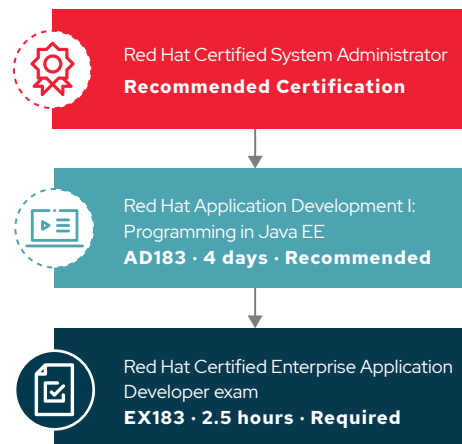 Red Hat Certified System Administrator
Recommended Certification
Red Hat Application Development I:
Programming in Java EE
AD183 · 4 days · Recommended
Red Hat Certified Enterprise Application
Developer exam
EX183 · 2.5 hours · Required